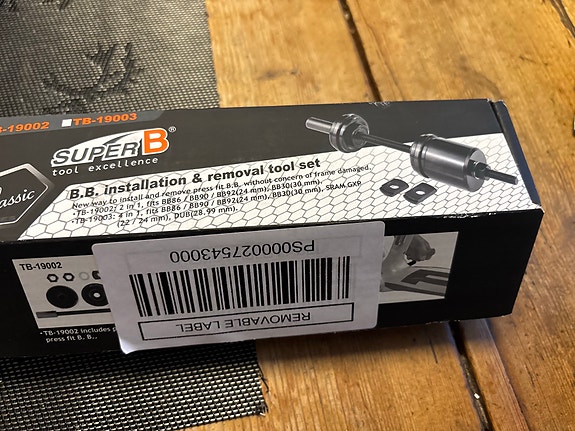 -19002 TB-19003
SUPER B®
tool excellence
B.B. installation & removal tool set
New way to install and remove press fit B.B. without concern of frame damaged.
•TB-19002: 2 in 1, fits BB86 / BB90 / BB92(24 mm), BB30(30 mm).
•TB-19003: 4 in 1, fits BB86 / BB90 / BB92(24 mm), BB30(30 mm), SRAM GXP
(22 / 24 mm), DUB(28.99 mm).
assic
TB-19002
•TB-19002 includes
press fit B.B.
PS000027543000
REMOVABLE LABEL